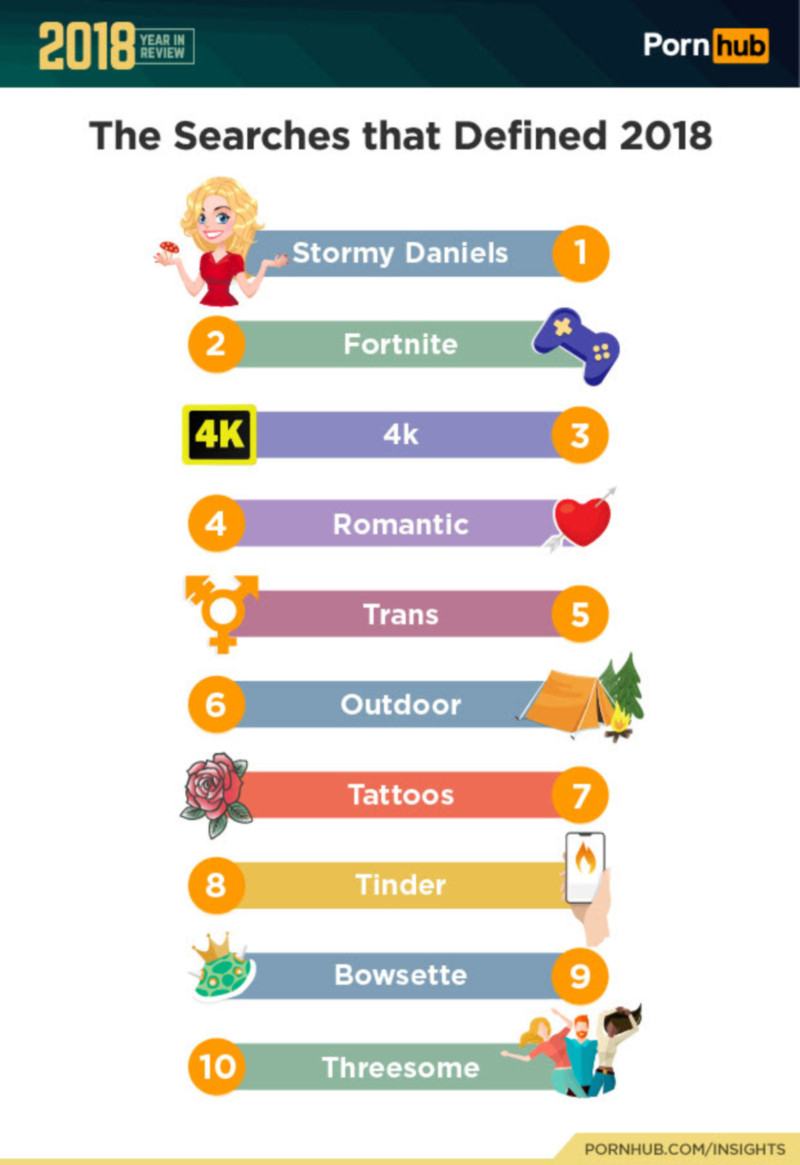 2018 YEAR IN REVIEW
Porn hub
The Searches that Defined 2018
Stormy Daniels 1
2 Fortnite
4K 4k 3
4 Romantic
Trans 5
6 Outdoor
Tattoos 7
8 Tinder
Bowsette 9
10 Threesome
PORNHUB.COM/INSIGHTS